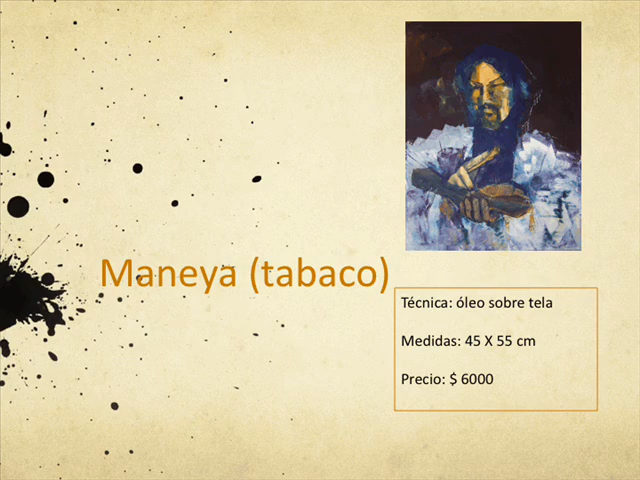 Maneya (tabaco)
Técnica: óleo sobre tela
Medidas: 45 X 55 cm
Precio: $ 6000